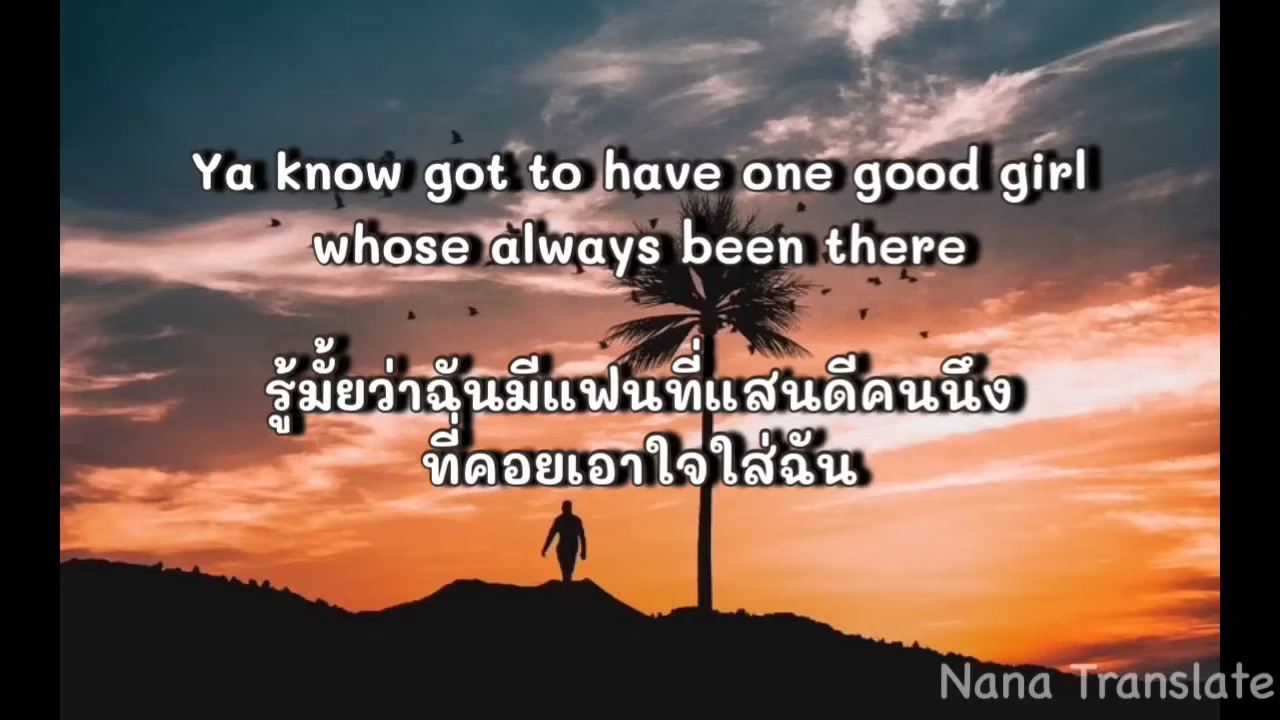 Ya know got to have one good girl
whose always been there
รู้มั้ยว่าฉันมีแฟนที่แสนดีคนนึง
ที่คอยเอาใจใส่ฉัน
Nana Translate